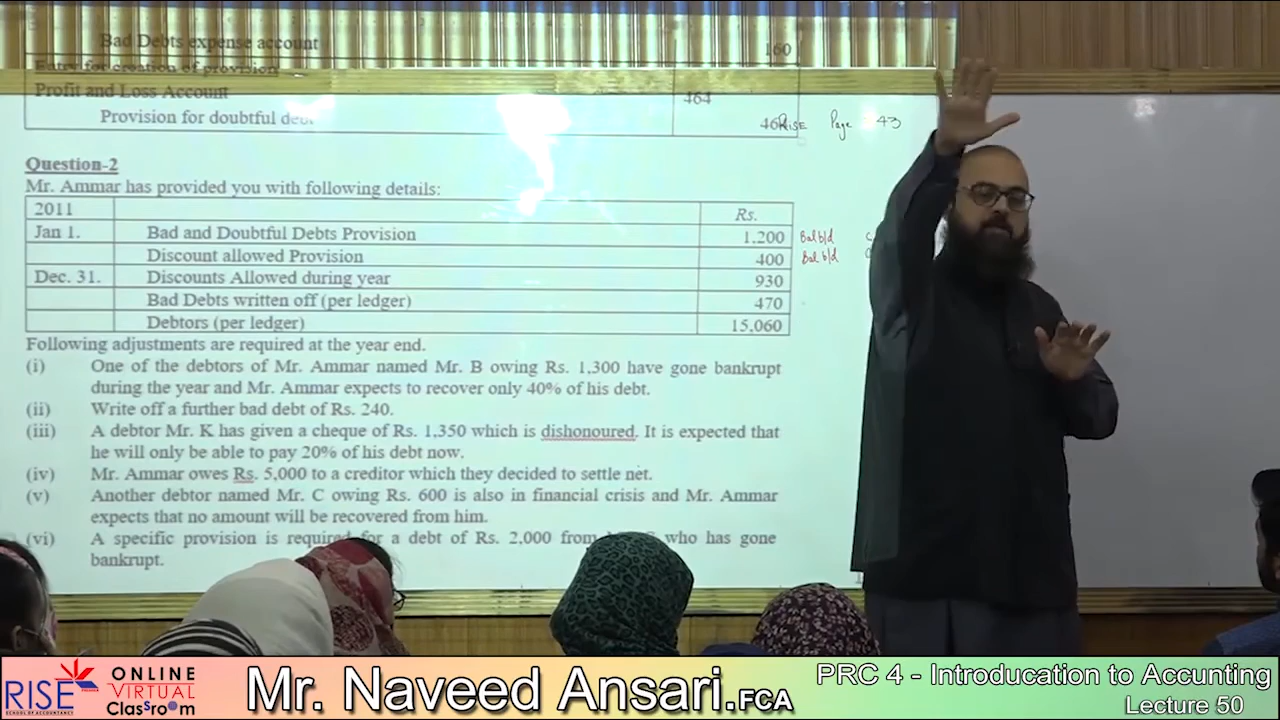 Bad Debts expense account 160
Entry for creation of provision
Profit and Loss Account 464
Provision for doubtful
RISE Page 43
Question-2
Mr. Ammar has provided you with following details:
2011 Rs.
Jan 1. Bad and Doubtful Debts Provision 1.200 Bal b/d
Discount allowed Provision 400 Bal b/d
Dec. 31. Discounts Allowed during year 930
Bad Debts written off (per ledger) 470
Debtors (per ledger) 15,060
Following adjustments are required at the year end.
(i) One of the debtors of Mr. Ammar named Mr. B owing Rs. 1,300 have gone bankrupt
during the year and Mr. Ammar expects to recover only 40% of his debt.
(ii) Write off a further bad debt of Rs. 240.
(iii) A debtor Mr. K has given a cheque of Rs. 1,350 which is dishonoured. It is expected that
he will only be able to pay 20% of his debt now.
(iv) Mr. Ammar owes Rs. 5,000 to a creditor which they decided to settle net.
(v) Another debtor named Mr. C owing Rs. 600 is also in financial crisis and Mr. Ammar
expects that no amount will be recovered from him.
(vi) A specific provision is required for a debt of Rs. 2,000 from who has gone
bankrupt.
RISE
SCHOOL OF ACCOUNTANCY
ONLINE
VIRTUAL
ClassrOom
Mr. Naveed Ansari.FCA
PRC 4 - Introducation to Accunting
Lecture 50